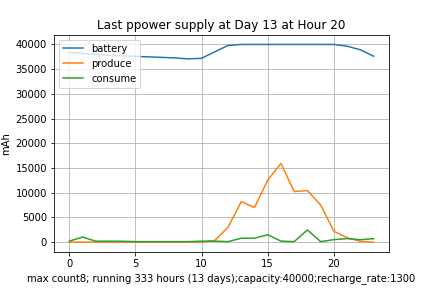 Last ppower supply at Day 13 at Hour 20
40000
35000
30000
25000
20000
15000
10000
5000
0
mAh
battery
produce
consume
0 5 10 15 20
max count8; running 333 hours (13 days);capacity:40000;recharge_rate:1300